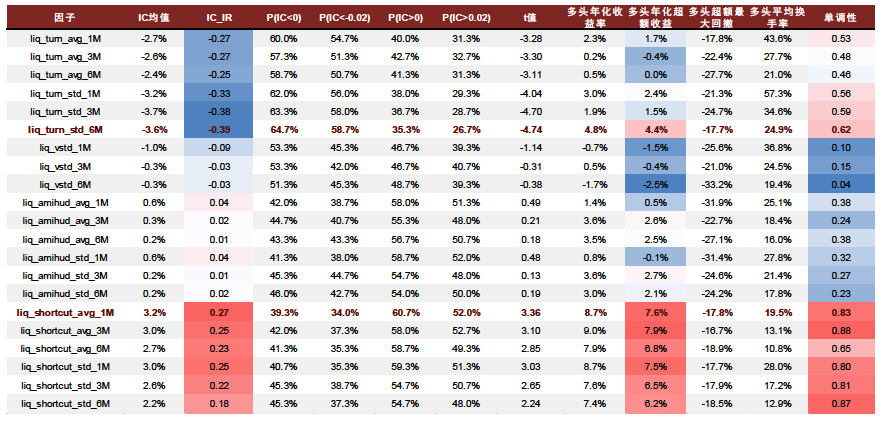 因子 IC均值 IC_IR P(IC<0) P(IC<-0.02) P(IC>0) P(IC>0.02) t值 多头年化收益率 多头年化超额收益 多头超额最大回撤 多头平均换手率 单调性
liq_turn_avg_1M -2.7% -0.27 60.0% 54.7% 40.0% 31.3% -3.28 2.3% 1.7% -17.8% 43.6% 0.53
liq_turn_avg_3M -2.6% -0.27 57.3% 51.3% 42.7% 32.7% -3.30 0.2% -0.4% -22.4% 27.7% 0.48
liq_turn_avg_6M -2.4% -0.25 58.7% 50.7% 41.3% 31.3% -3.11 0.5% 0.0% -27.7% 21.0% 0.46
liq_turn_std_1M -3.2% -0.33 62.0% 56.0% 38.0% 29.3% -4.04 3.0% 2.4% -21.3% 57.3% 0.56
liq_turn_std_3M -3.7% -0.38 63.3% 58.0% 36.7% 28.7% -4.70 1.9% 1.5% -24.7% 34.6% 0.59
liq_turn_std_6M -3.6% -0.39 64.7% 58.7% 35.3% 26.7% -4.74 4.8% 4.4% -17.7% 24.9% 0.62
liq_vstd_1M -1.0% -0.09 53.3% 45.3% 46.7% 39.3% -1.14 -0.7% -1.5% -25.6% 36.8% 0.10
liq_vstd_3M -0.3% -0.03 53.3% 42.0% 46.7% 40.7% -0.31 0.5% -0.4% -21.0% 24.5% 0.15
liq_vstd_6M -0.3% -0.03 51.3% 45.3% 48.7% 39.3% -0.38 -1.7% -2.5% -33.2% 19.4% 0.04
liq_amihud_avg_1M 0.6% 0.04 42.0% 38.7% 58.0% 51.3% 0.49 1.4% 0.5% -31.9% 25.1% 0.38
liq_amihud_avg_3M 0.3% 0.02 44.7% 40.7% 55.3% 48.0% 0.21 3.6% 2.6% -22.7% 18.4% 0.24
liq_amihud_avg_6M 0.2% 0.01 43.3% 43.3% 56.7% 50.7% 0.18 3.5% 2.5% -27.1% 16.0% 0.38
liq_amihud_std_1M 0.6% 0.04 41.3% 38.0% 58.7% 52.0% 0.48 0.8% -0.1% -31.4% 27.8% 0.32
liq_amihud_std_3M 0.2% 0.01 45.3% 44.7% 54.7% 48.0% 0.13 3.6% 2.7% -24.6% 21.4% 0.27
liq_amihud_std_6M 0.2% 0.02 46.0% 42.7% 54.0% 50.0% 0.19 3.0% 2.1% -24.2% 17.8% 0.23
liq_shortcut_avg_1M 3.2% 0.27 39.3% 34.0% 60.7% 52.0% 3.36 8.7% 7.6% -17.8% 19.5% 0.83
liq_shortcut_avg_3M 3.0% 0.25 42.0% 37.3% 58.0% 52.7% 3.10 9.0% 7.9% -16.7% 13.1% 0.88
liq_shortcut_avg_6M 2.7% 0.23 41.3% 35.3% 58.7% 49.3% 2.85 7.9% 6.8% -18.9% 10.8% 0.65
liq_shortcut_std_1M 3.0% 0.25 40.7% 35.3% 59.3% 51.3% 3.03 8.7% 7.5% -17.7% 28.0% 0.80
liq_shortcut_std_3M 2.6% 0.22 45.3% 38.7% 54.7% 50.7% 2.65 7.6% 6.5% -17.9% 17.2% 0.81
liq_shortcut_std_6M 2.2% 0.18 45.3% 37.3% 54.7% 48.0% 2.24 7.4% 6.2% -18.5% 12.9% 0.87